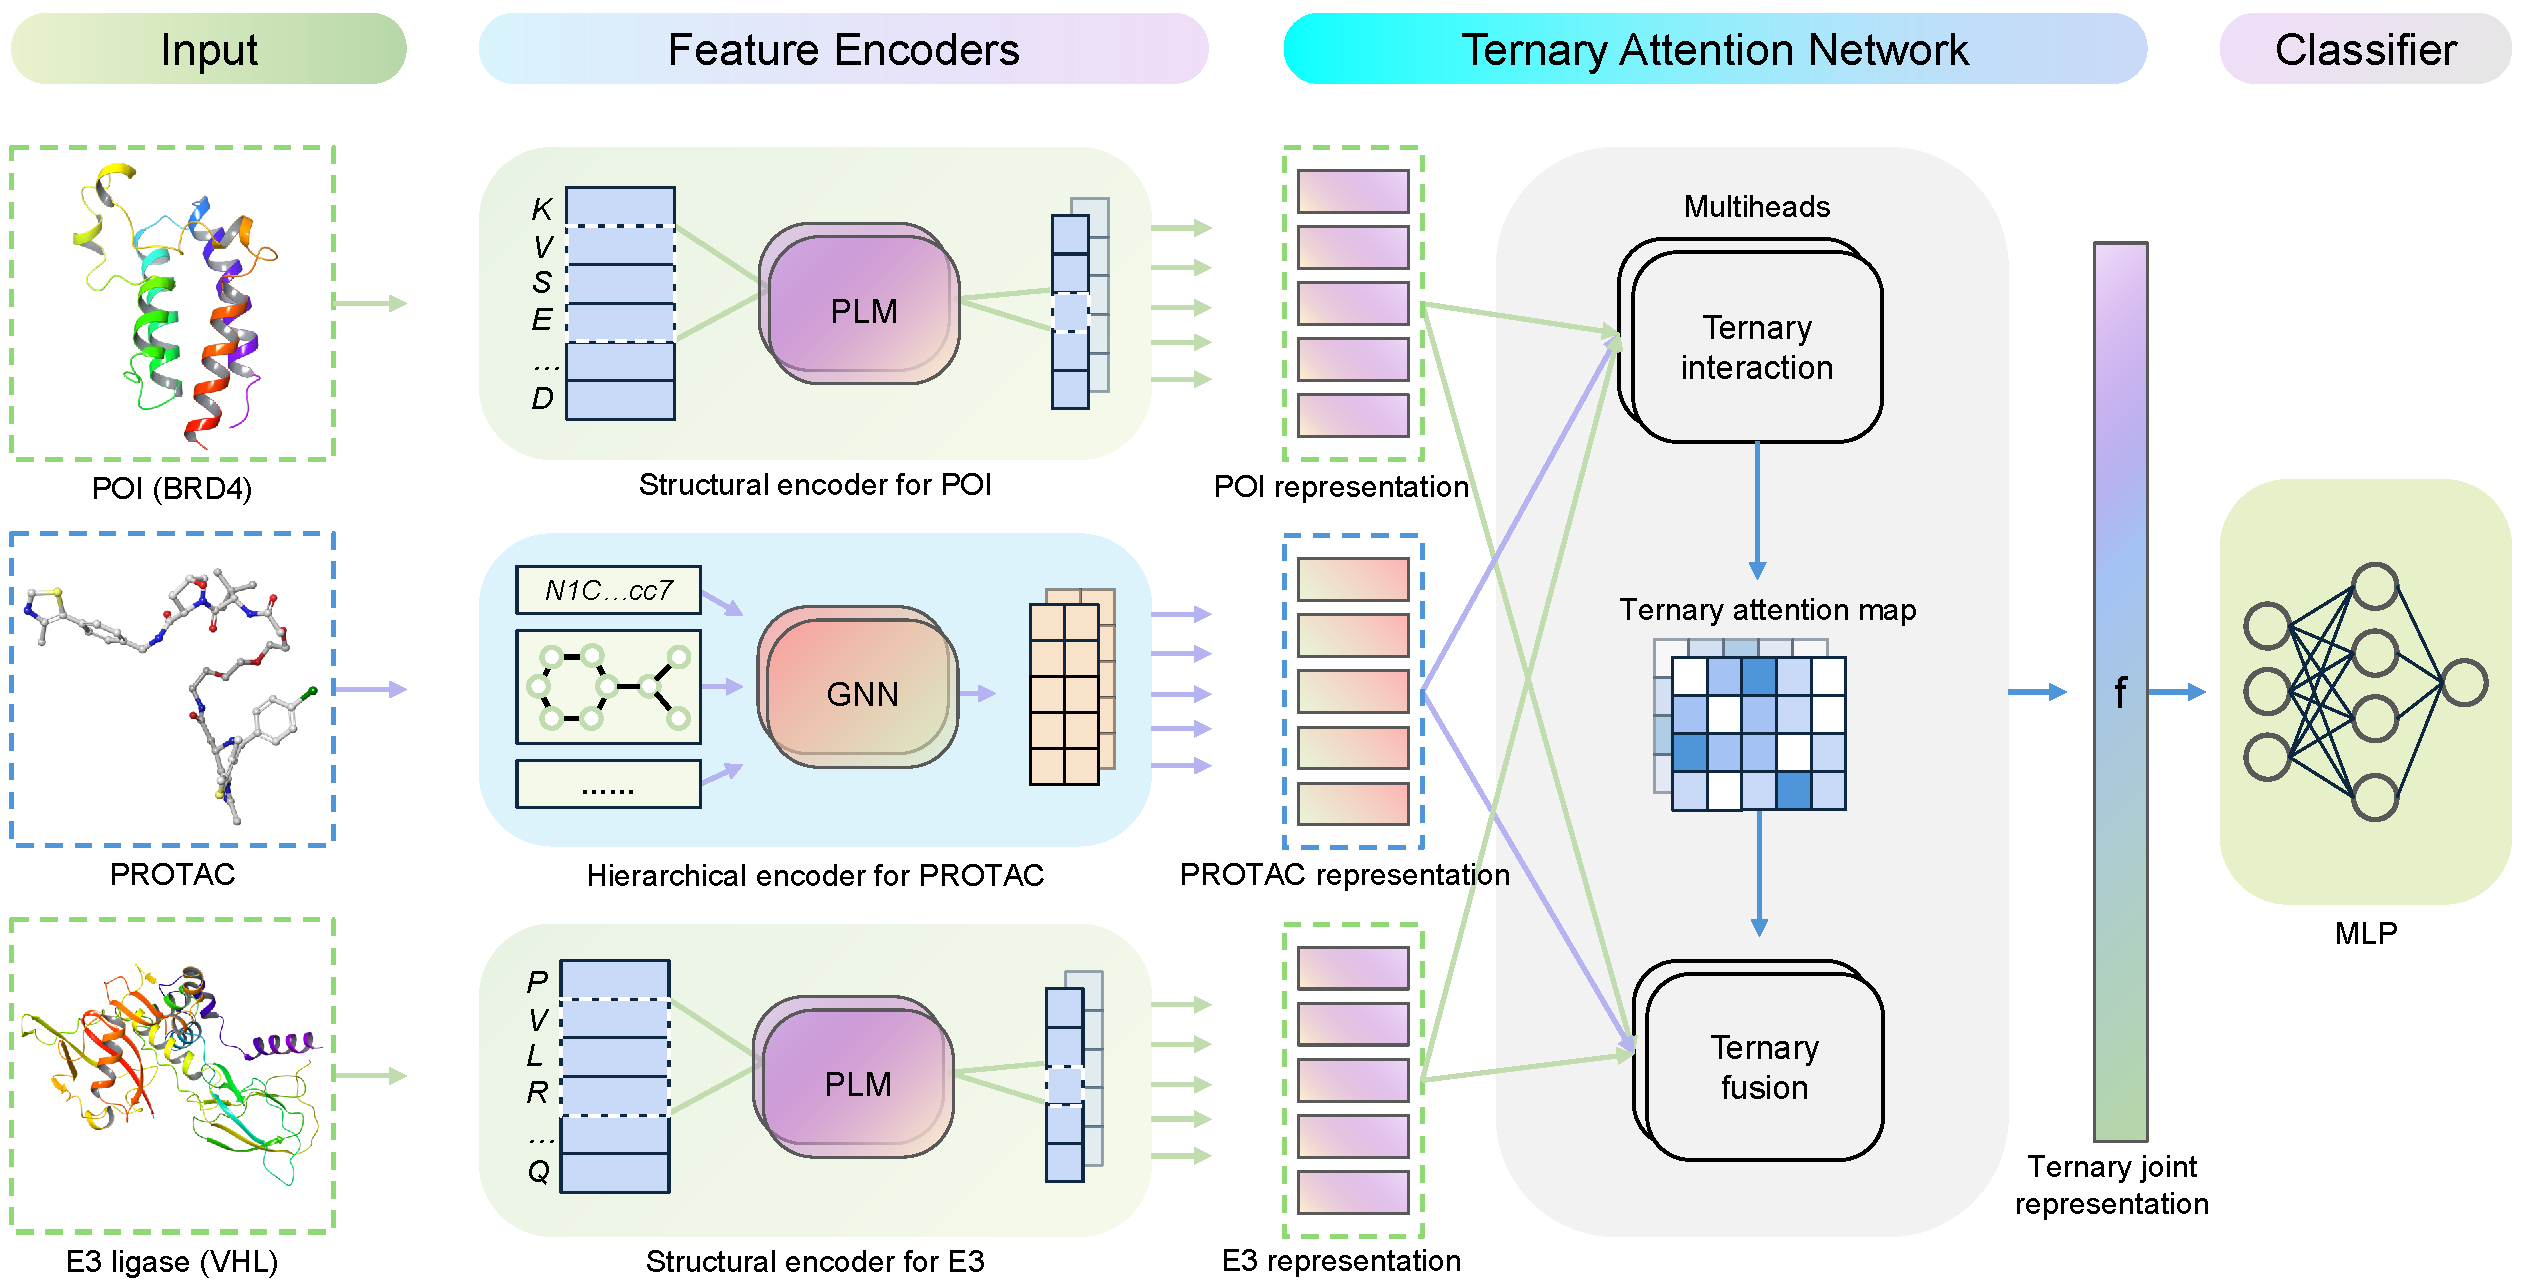 Input
Feature Encoders
Ternary Attention Network
Classifier
K
V
S
E
...
D
PLM
POI (BRD4)
Structural encoder for POI
POI representation
Multiheads
Ternary
interaction
N1C...cc7
......
GNN
PROTAC
Hierarchical encoder for PROTAC
PROTAC representation
Ternary attention map
f
MLP
P
V
L
R
...
Q
PLM
E3 ligase (VHL)
Structural encoder for E3
E3 representation
Ternary
fusion
Ternary joint
representation